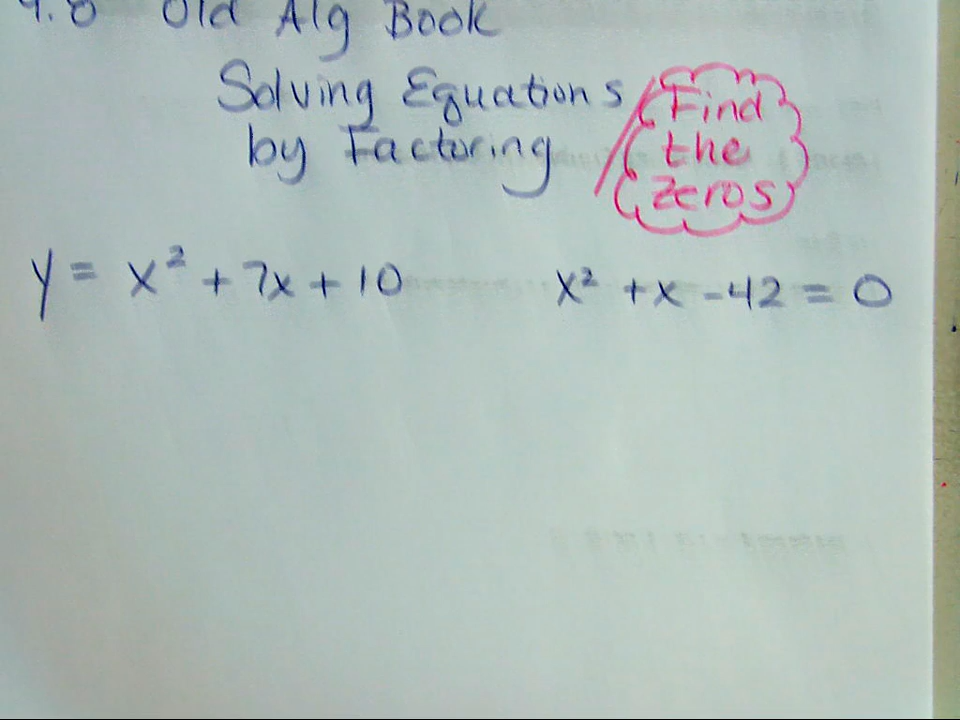 Old Alg Book
Solving Equations
by Factoring
Find
the
zeros
y = x² + 7x + 10
x² + x - 42 = 0